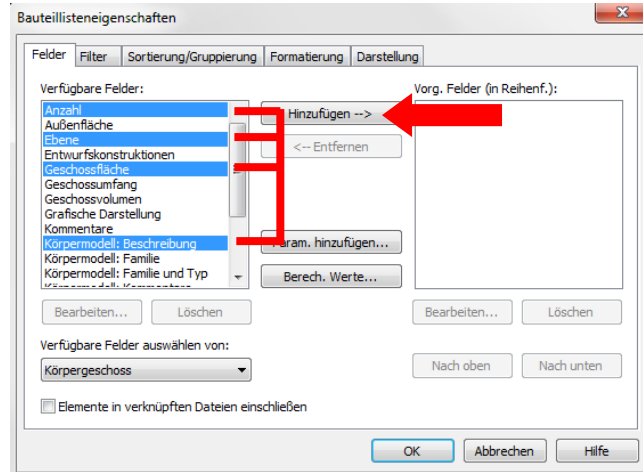 Bauteillisteneigenschaften
Felder
Filter
Sortierung/Gruppierung
Formatierung
Darstellung
Verfügbare Felder:
Vorg. Felder (in Reihenf.):
Anzahl
Außenfläche
Ebene
Entwurfskonstruktionen
Geschossfläche
Geschossumfang
Geschossvolumen
Grafische Darstellung
Kommentare
Körpermodell: Beschreibung
Körpermodell: Familie
Körpermodell: Familie und Typ
Körpermodell: Kommentare
Hinzufügen -->
<-- Entfernen
Param. hinzufügen...
Berech. Werte...
Bearbeiten...
Löschen
Bearbeiten...
Löschen
Verfügbare Felder auswählen von:
Körpergeschoss
Nach oben
Nach unten
Elemente in verknüpften Dateien einschließen
OK
Abbrechen
Hilfe